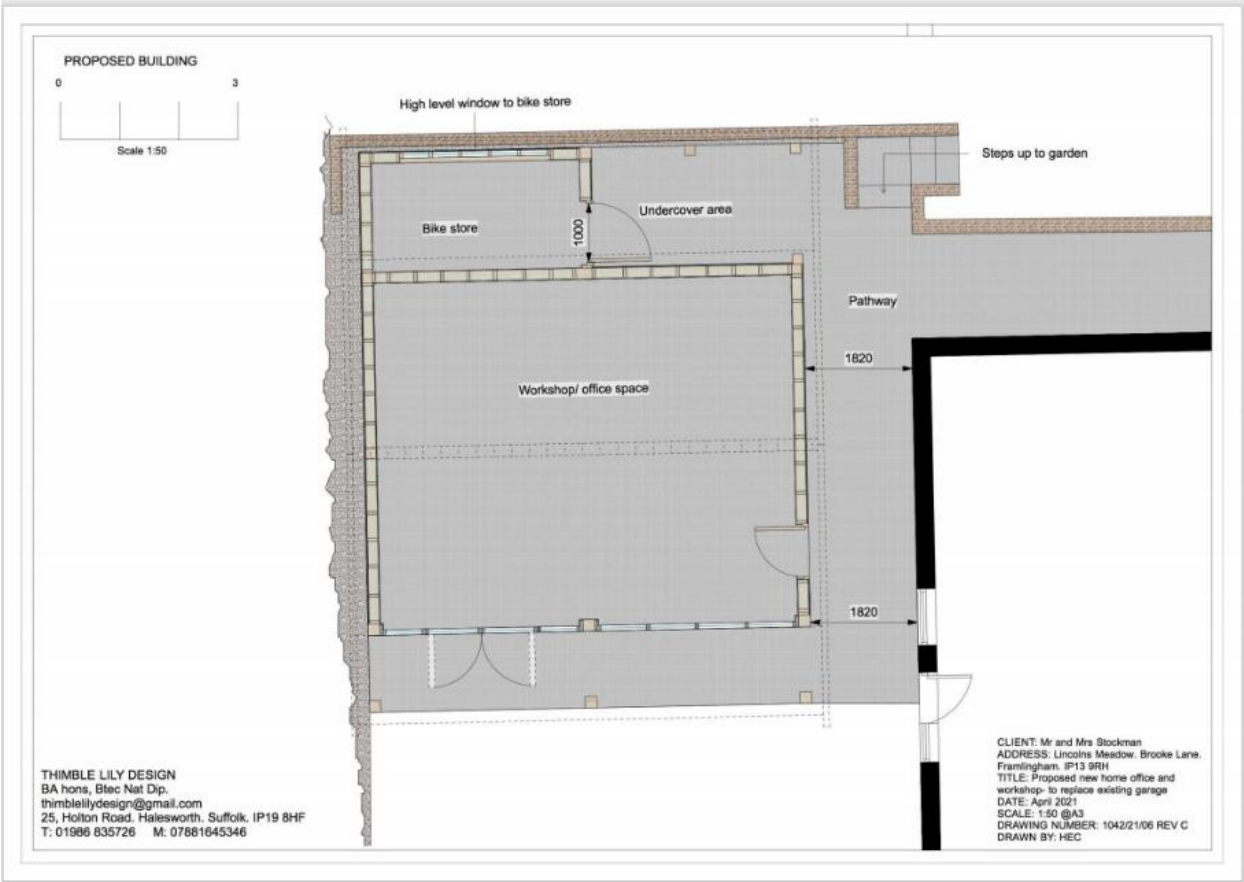 PROPOSED BUILDING
0 3
Scale 1:50
High level window to bike store
Steps up to garden
Undercover area
Bike store
1000
Pathway
1820
Workshop/ office space
1820
THIMBLE LILY DESIGN
BA hons, Btec Nat Dip.
thimblelilydesign@gmail.com
25, Holton Road. Halesworth. Suffolk. IP19 8HF
T: 01986 835726 M: 07881645346
CLIENT: Mr and Mrs Stockman
ADDRESS: Lincolns Meadow. Brooke Lane.
Framlingham. IP13 9RH
TITLE: Proposed new home office and
workshop- to replace existing garage
DATE: April 2021
SCALE: 1:50 @A3
DRAWING NUMBER: 1042/21/06 REV C
DRAWN BY: HEC